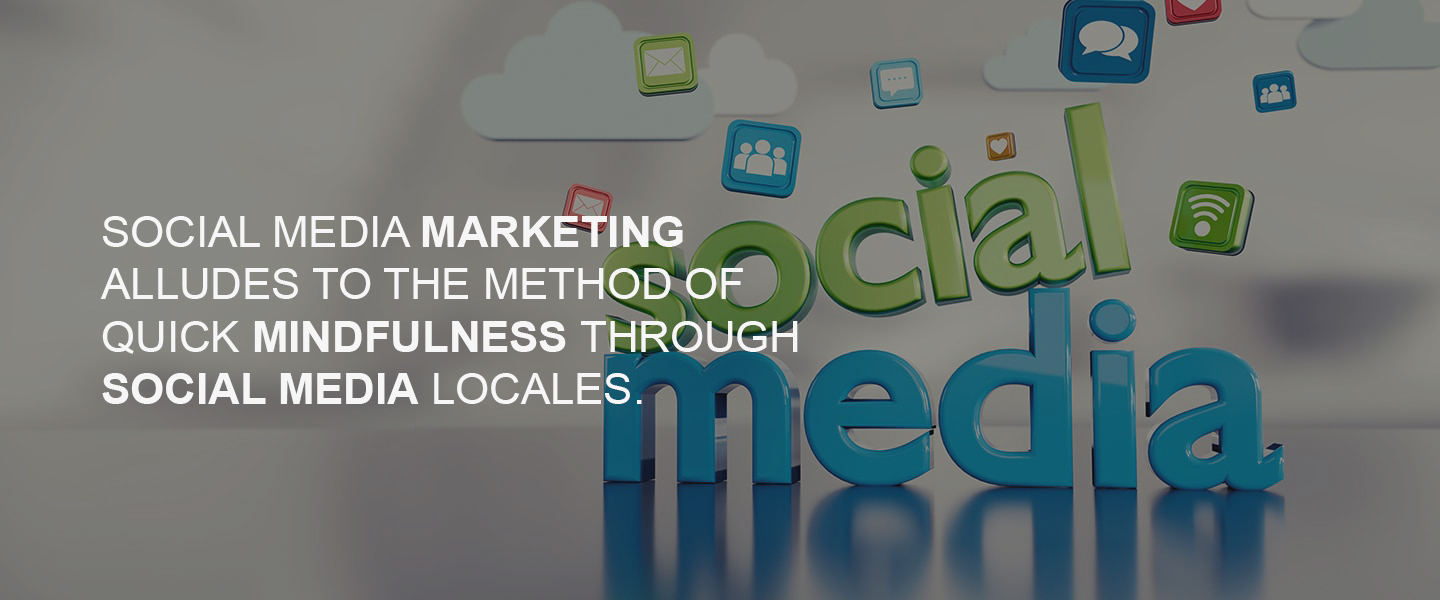 SOCIAL MEDIA MARKETING
ALLUDES TO THE METHOD OF
QUICK MINDFULNESS THROUGH
SOCIAL MEDIA LOCALES.
social
media